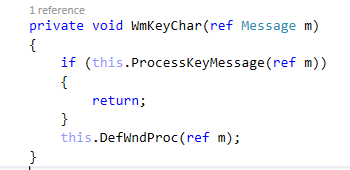 1 reference
private void WmKeyChar(ref Message m)
{
    if (this.ProcessKeyMessage(ref m))
    {
        return;
    }
    this.DefWndProc(ref m);
}